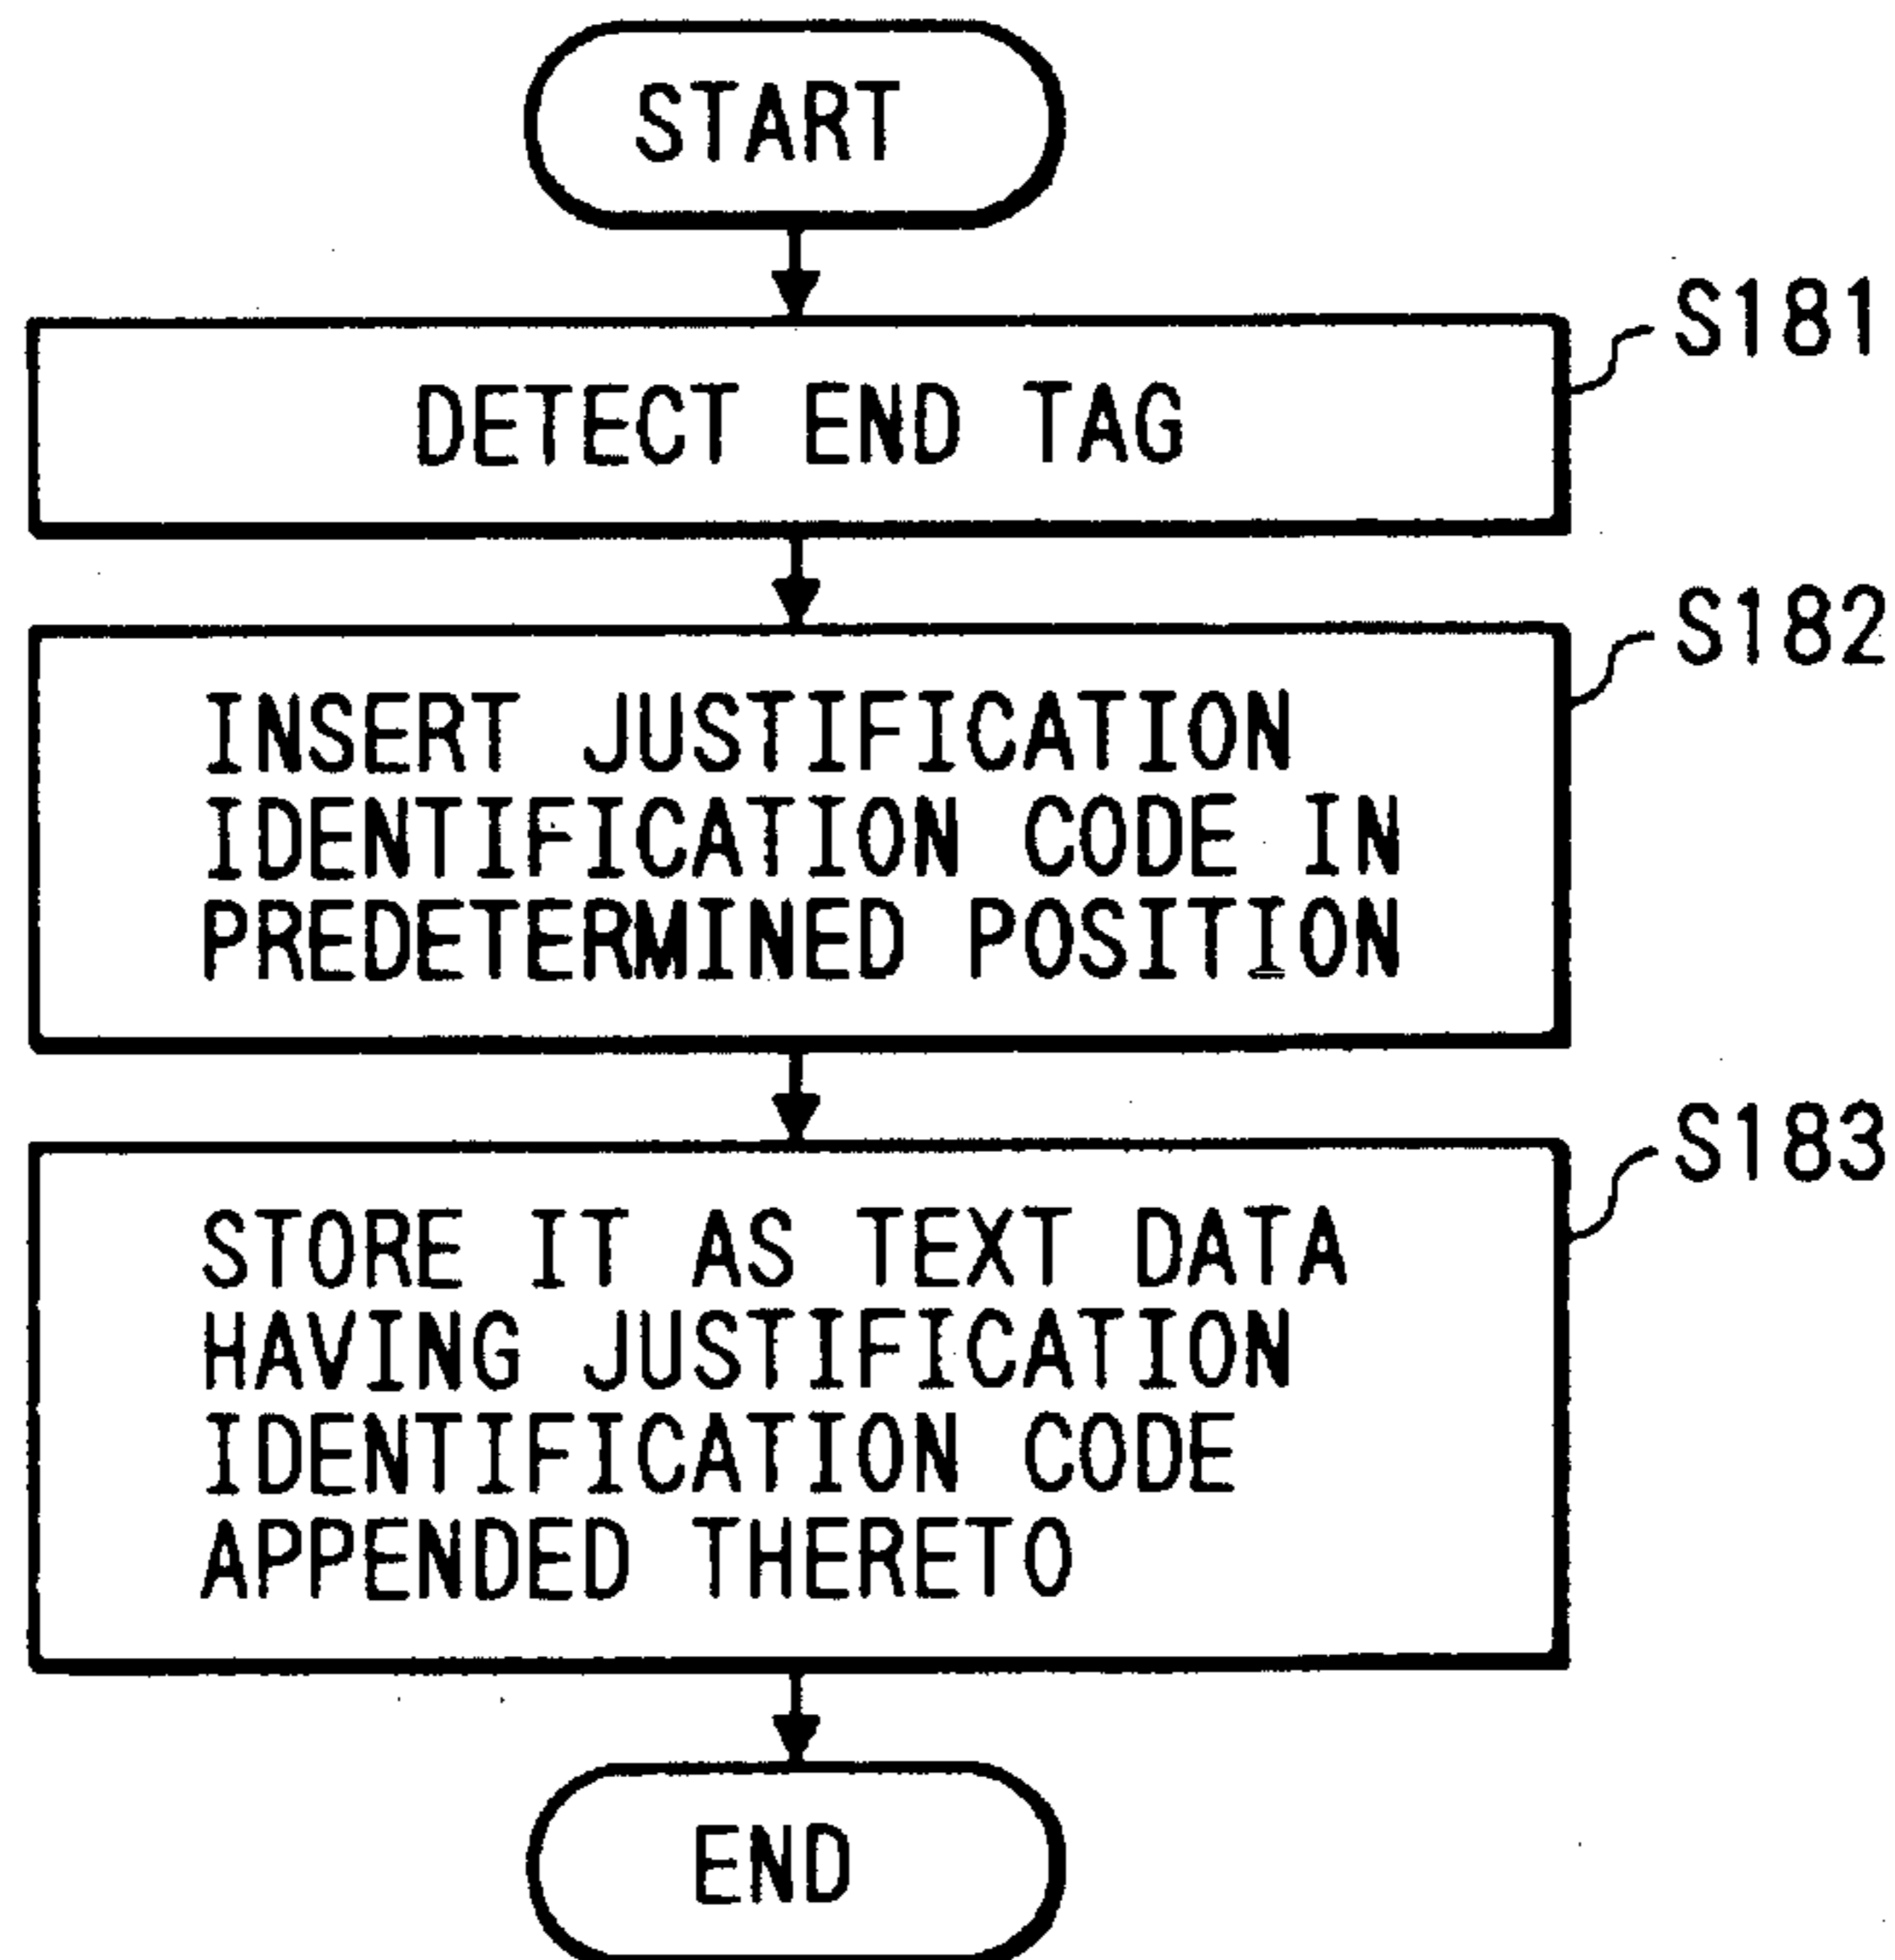 START
S181
DETECT END TAG
S182
INSERT JUSTIFICATION
IDENTIFICATION CODE IN
PREDETERMINED POSITION
S183
STORE IT AS TEXT DATA
HAVING JUSTIFICATION
IDENTIFICATION CODE
APPENDED THERETO
END